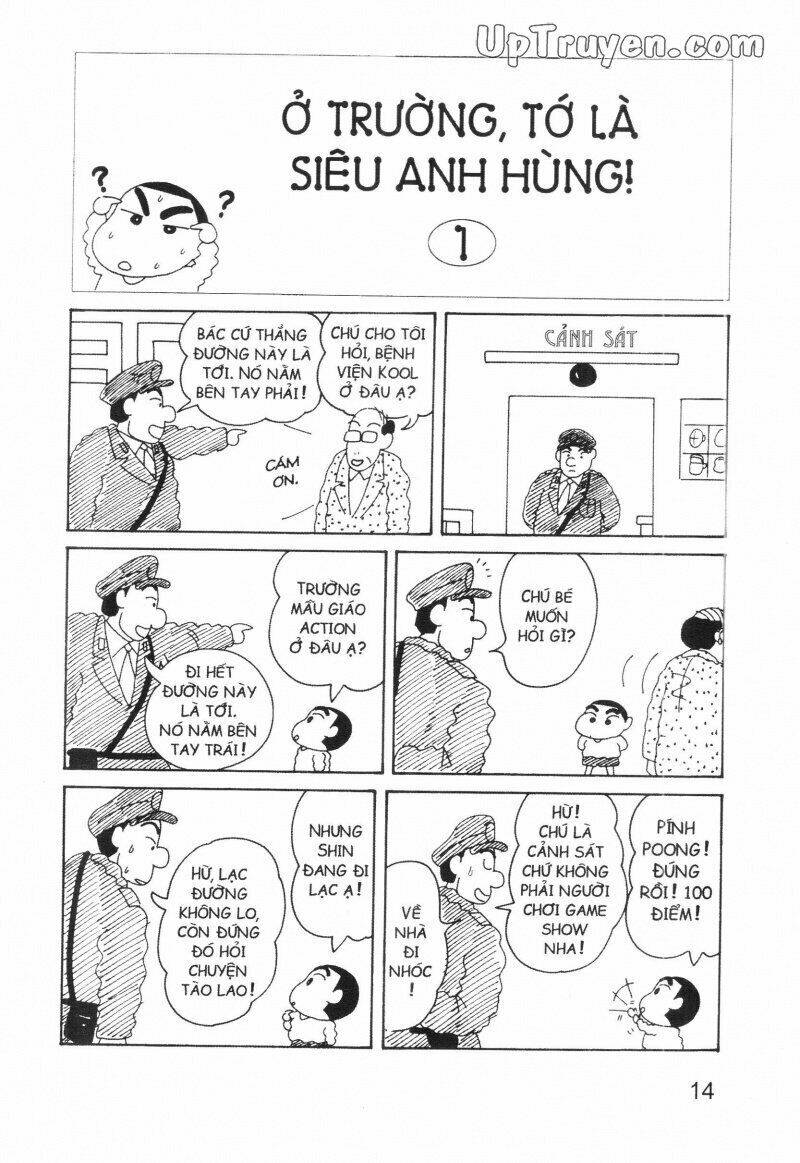 UpTruyen.com
Ở TRƯỜNG, TỚ LÀ
SIÊU ANH HÙNG!
1
? ?
CẢNH SÁT
CHÚ CHO TÔI
HỎI, BỆNH
VIỆN KOOL
Ở ĐÂU Ạ?
BÁC CỨ THẲNG
ĐƯỜNG NÀY LÀ
TỚI. NÓ NẰM
BÊN TAY PHẢI!
CÁM
ƠN.
CHÚ BÉ
MUỐN
HỎI GÌ?
TRƯỜNG
MẪU GIÁO
ACTION
Ở ĐÂU Ạ?
ĐI HẾT
ĐƯỜNG NÀY
LÀ TỚI.
NÓ NẰM BÊN
TAY TRÁI!
PÍNH
POONG!
ĐÚNG
RỒI! 100
ĐIỂM!
HỪ!
CHÚ LÀ
CẢNH SÁT
CHỨ KHÔNG
PHẢI NGƯỜI
CHƠI GAME
SHOW
NHA!
VỀ
NHÀ
ĐI
NHÓC
!
NHƯNG
SHIN
ĐANG ĐI
LẠC Ạ!
HỪ, LẠC
ĐƯỜNG
KHÔNG LO,
CÒN ĐỨNG
ĐÓ HỎI
CHUYỆN
TÀO LAO!
14